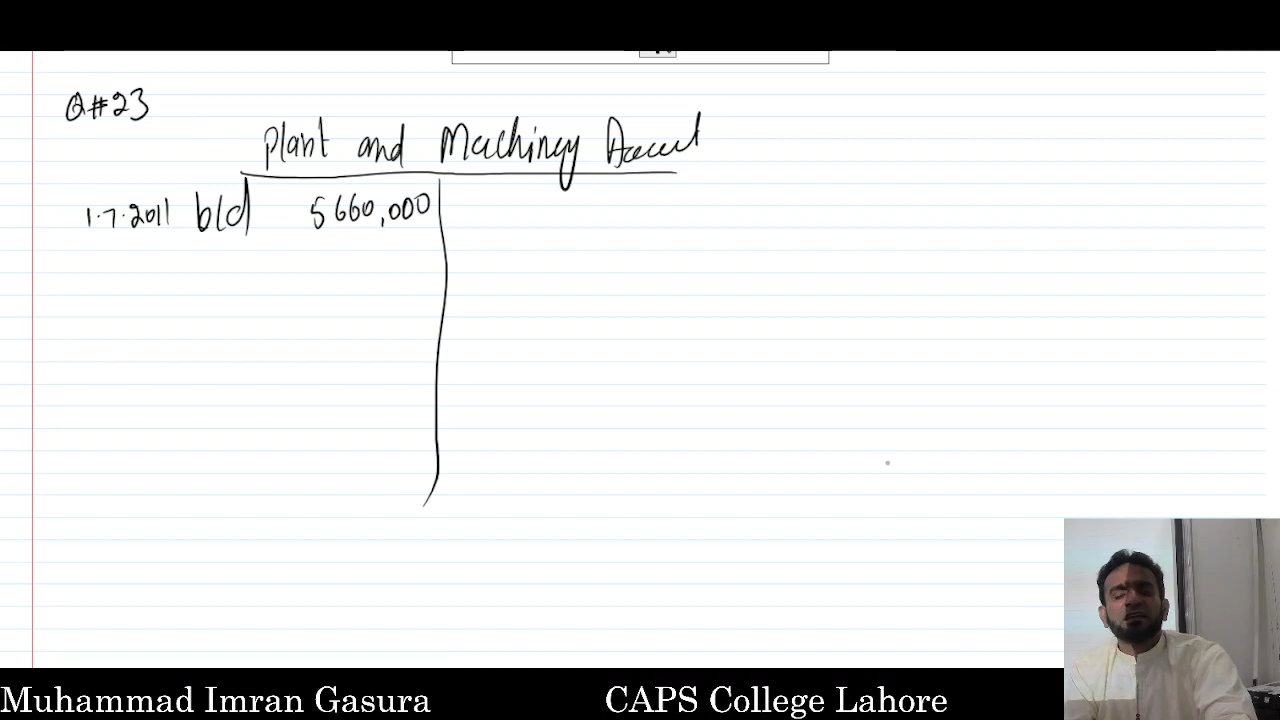 Q#23
Plant and Machinery Account
1.7.2011 b/d 5660,000
Muhammad Imran Gasura CAPS College Lahore